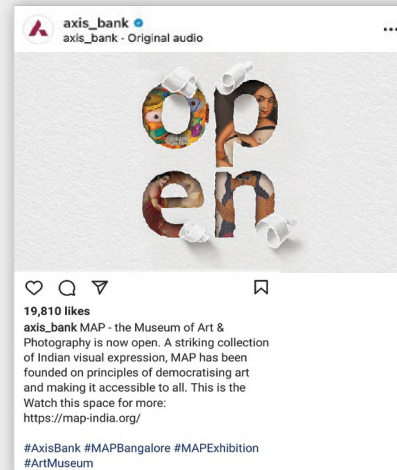 axis_bank
axis_bank · Original audio
op
en
19,810 likes
axis_bank MAP - the Museum of Art &
Photography is now open. A striking collection
of Indian visual expression, MAP has been
founded on principles of democratising art
and making it accessible to all. This is the
Watch this space for more:
https://map-india.org/
#AxisBank #MAPBangalore #MAPExhibition
#ArtMuseum